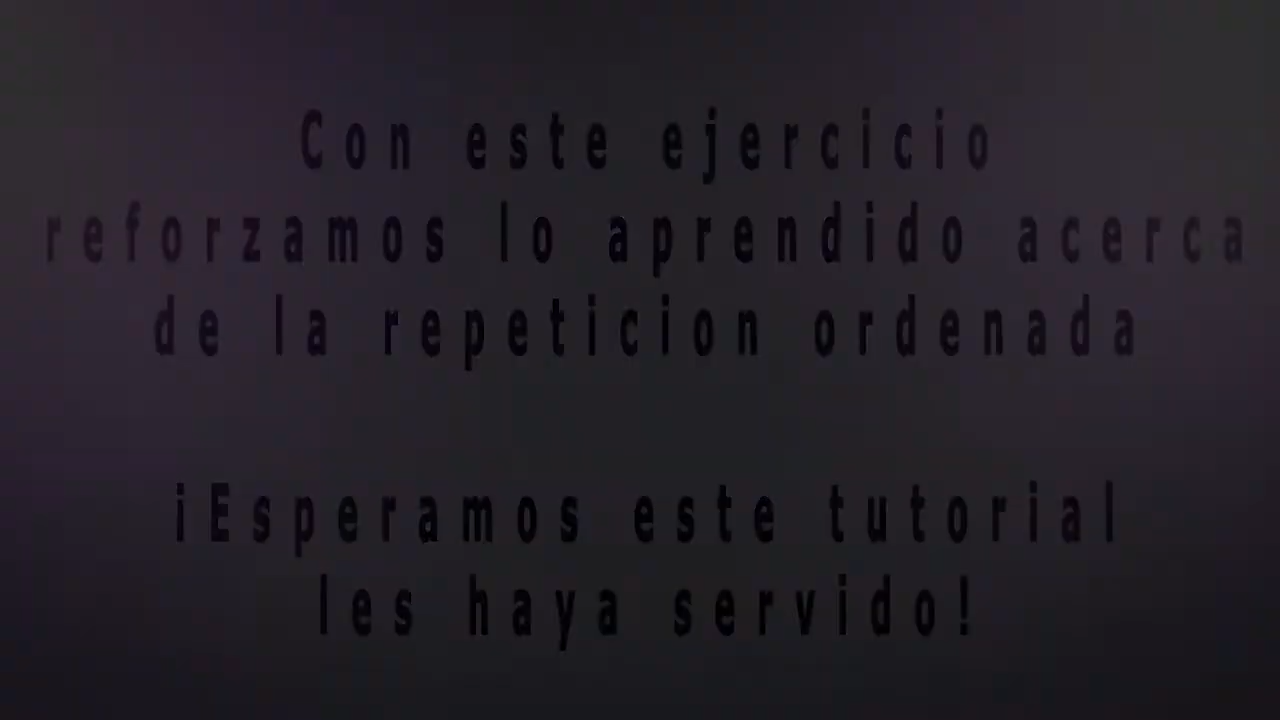 Con este ejercicio
reforzamos lo aprendido acerca
de la repeticion ordenada
¡Esperamos este tutorial
les haya servido!